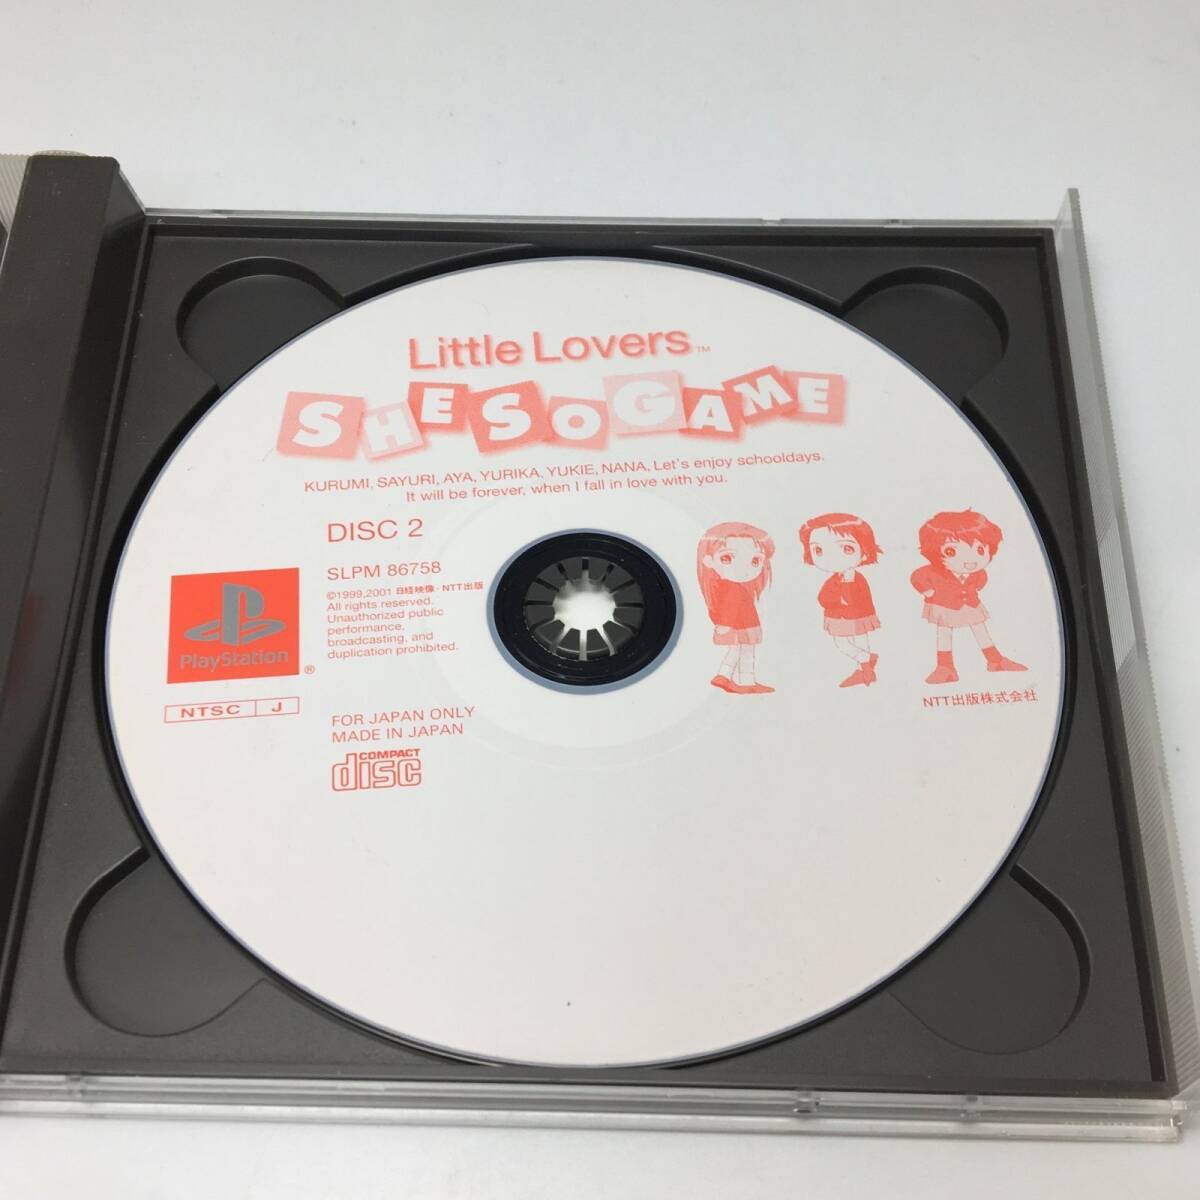 Little Lovers™
SHESOGAME
KURUMI, SAYURI, AYA, YURIKA, YUKIE, NANA, Let's enjoy schooldays.
It will be forever, when I fall in love with you.
DISC 2
SLPM 86758
©1999,2001 日経映像・NTT出版
All rights reserved.
Unauthorized public
performance,
broadcasting, and
duplication prohibited.
PlayStation
®
NTSC J
FOR JAPAN ONLY
MADE IN JAPAN
COMPACT
disc
NTT出版株式会社